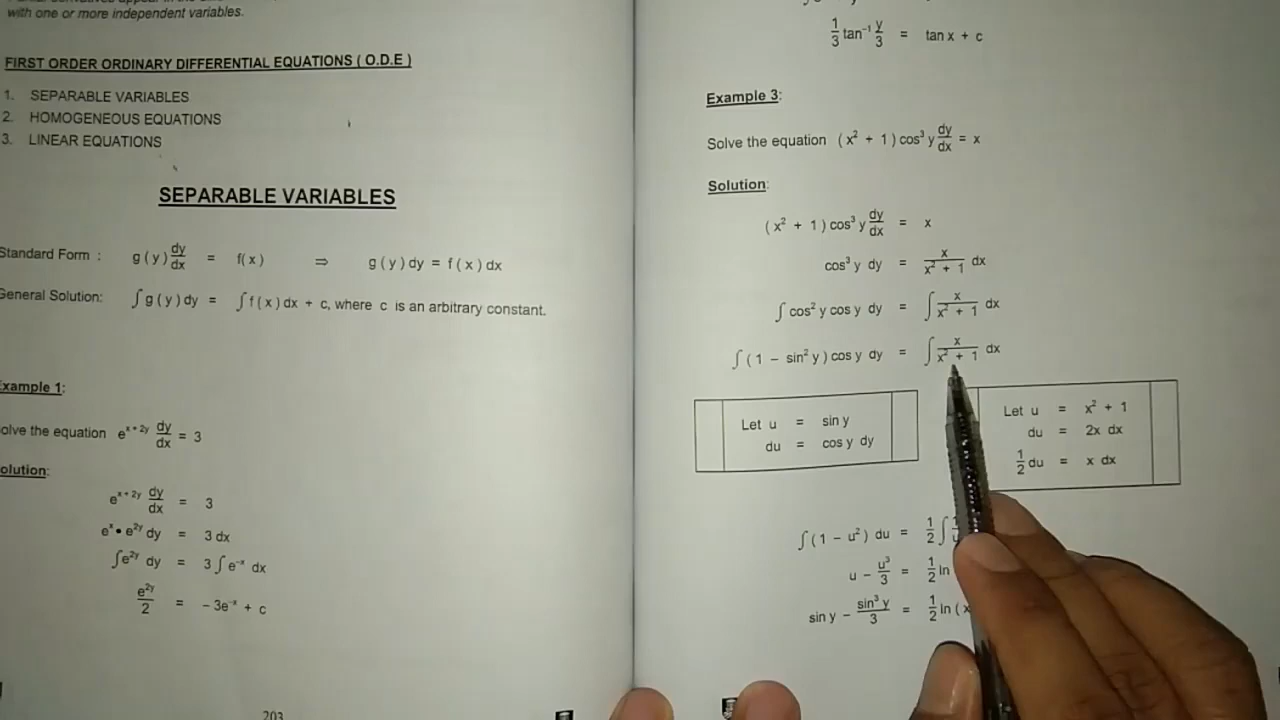 with one or more independent variables.
FIRST ORDER ORDINARY DIFFERENTIAL EQUATIONS ( O.D.E )
1. SEPARABLE VARIABLES
2. HOMOGENEOUS EQUATIONS
3. LINEAR EQUATIONS
SEPARABLE VARIABLES
Standard Form : g ( y ) dy/dx = f( x ) ⇒ g ( y ) dy = f ( x ) dx
General Solution: ∫ g ( y ) dy = ∫ f ( x ) dx + c, where c is an arbitrary constant.
Example 1:
Solve the equation e^(x + 2y) dy/dx = 3
Solution:
e^(x + 2y) dy/dx = 3
e^x • e^(2y) dy = 3 dx
∫ e^(2y) dy = 3 ∫ e^(-x) dx
e^(2y)/2 = - 3e^(-x) + c
203
1/3 tan⁻¹ y/3 = tan x + c
Example 3:
Solve the equation ( x² + 1 ) cos³ y dy/dx = x
Solution:
( x² + 1 ) cos³ y dy/dx = x
cos³ y dy = x/(x² + 1) dx
∫ cos² y cos y dy = ∫ x/(x² + 1) dx
∫ ( 1 - sin² y ) cos y dy = ∫ x/(x² + 1) dx
Let u = sin y
du = cos y dy
Let u = x² + 1
du = 2x dx
1/2 du = x dx
∫ ( 1 - u² ) du = 1/2 ∫
u - u³/3 = 1/2 ln
sin y - sin³ y/3 = 1/2 ln ( x